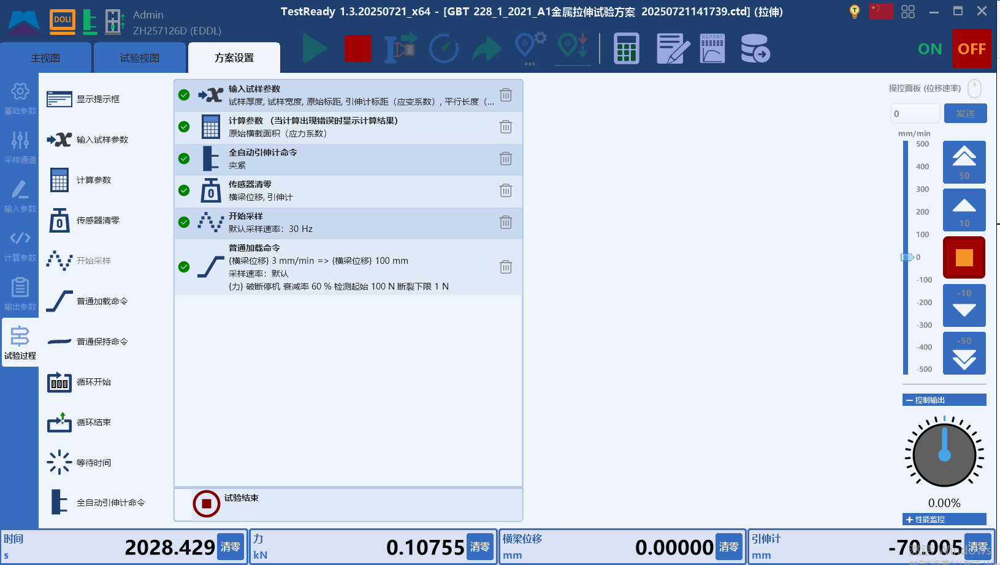 TestReady 1.3.20250721_x64 - [GBT 228_1_2021_A1金属拉伸试验方案 20250721141739.ctd] (拉伸)
DOLI
Admin
ZH257126D (EDDL)
主视图
试验视图
方案设置
***
REPORT
ON
OFF
基础参数
采样通道
输入参数
计算参数
输出参数
试验过程
显示提示框
输入试样参数
计算参数
0
传感器清零
开始采样
普通加载命令
普通保持命令
000
循环开始
循环结束
等待时间
全自动引伸计命令
输入试样参数
试样厚度, 试样宽度, 原始标距, 引伸计标距（应变系数）, 平行长度（...
计算参数 （当计算出现错误时显示计算结果）
原始横截面积（应力系数）
全自动引伸计命令
夹紧
0
传感器清零
横梁位移, 引伸计
开始采样
默认采样速率：30 Hz
普通加载命令
{横梁位移} 3 mm/min => {横梁位移} 100 mm
采样速率：默认
{力} 破断停机 衰减率 60 % 检测起始 100 N 断裂下限 1 N
试验结束
操控面板 (位移速率)
0
发送
mm/min
500
400
300
200
100
0
-100
-200
-300
-400
-500
50
10
-10
-50
控制输出
0.00%
性能监控
时间
s
2028.429
清零
力
kN
0.10755
清零
横梁位移
mm
0.00000
清零
引伸计
mm
-79.005
清零
激活 Windows